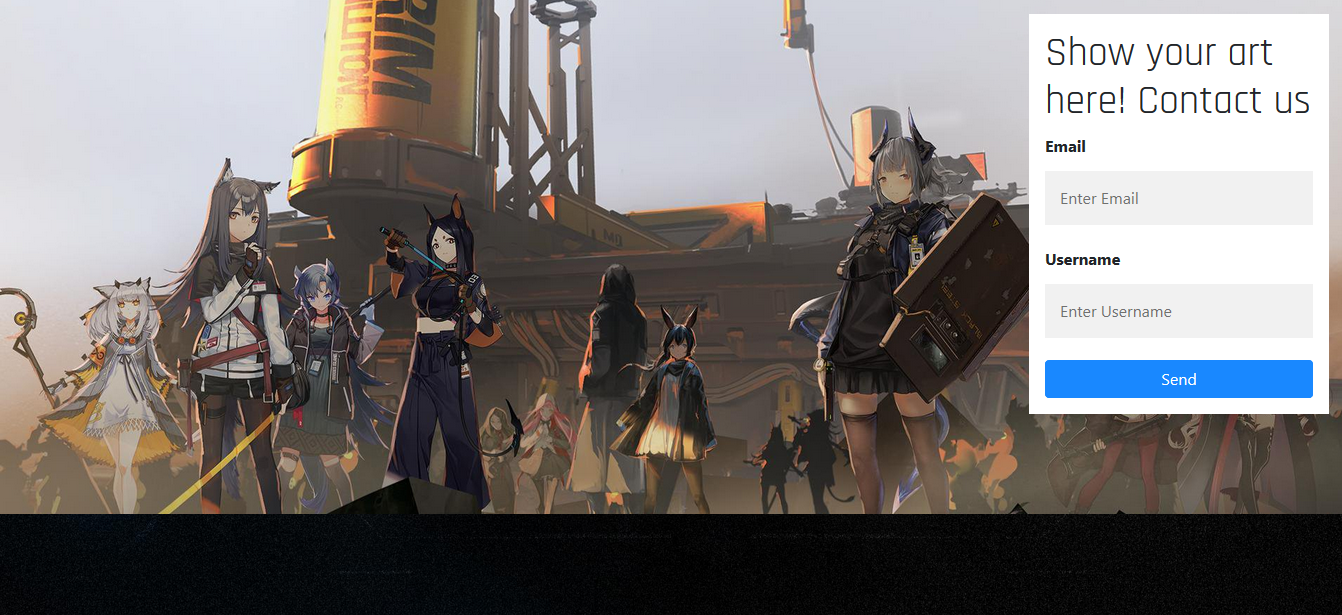 Show your art
here! Contact us
Email
Enter Email
Username
Enter Username
Send